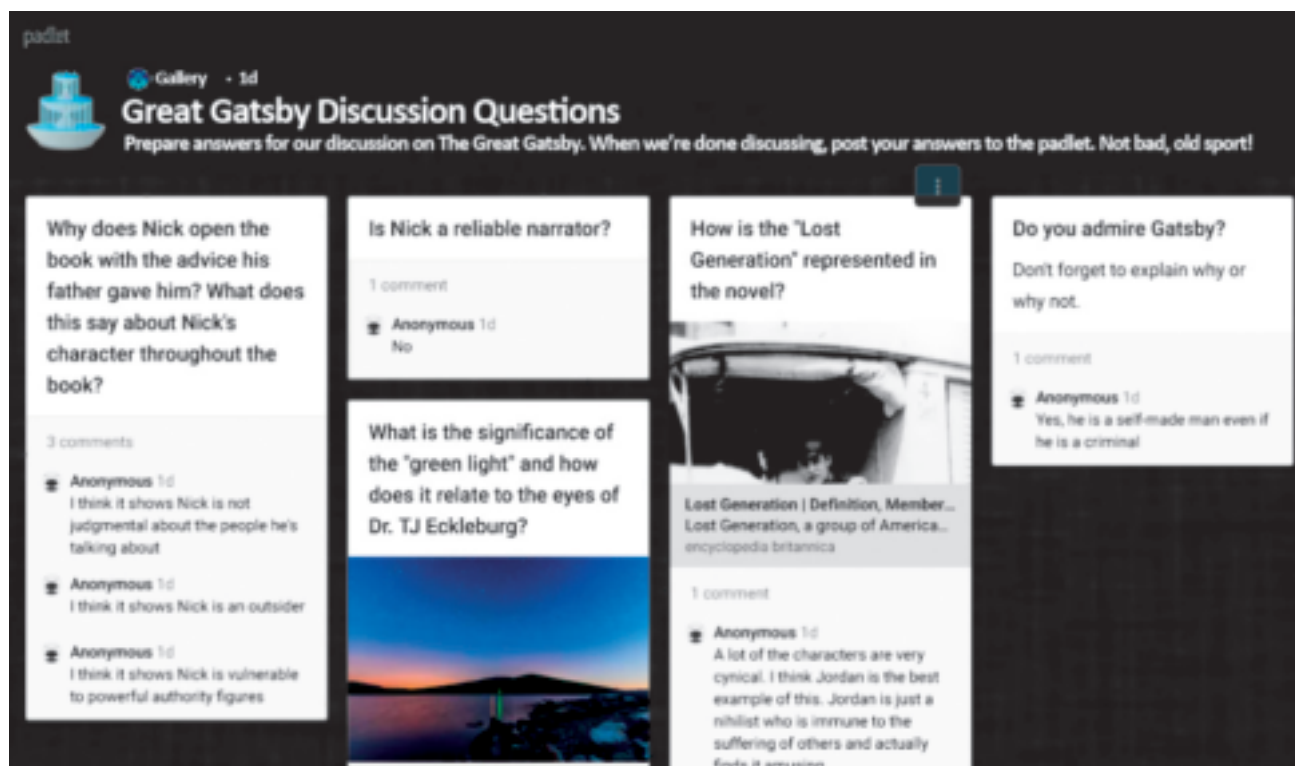 padlet
Gallery · 1d
Great Gatsby Discussion Questions
Prepare answers for our discussion on The Great Gatsby. When we're done discussing, post your answers to the padlet. Not bad, old sport!
Why does Nick open the
book with the advice his
father gave him? What does
this say about Nick's
character throughout the
book?
3 comments
Anonymous 1d
I think it shows Nick is not
judgmental about the people he's
talking about
Anonymous 1d
I think it shows Nick is an outsider
Anonymous 1d
I think it shows Nick is vulnerable
to powerful authority figures
Is Nick a reliable narrator?
1 comment
Anonymous 1d
No
What is the significance of
the "green light" and how
does it relate to the eyes of
Dr. TJ Eckleburg?
How is the "Lost
Generation" represented in
the novel?
Lost Generation | Definition, Member...
Lost Generation, a group of America...
encyclopedia britannica
1 comment
Anonymous 1d
A lot of the characters are very
cynical. I think Jordan is the best
example of this. Jordan is just a
nihilist who is immune to the
suffering of others and actually
finds it amusing
Do you admire Gatsby?
Don't forget to explain why or
why not.
1 comment
Anonymous 1d
Yes, he is a self-made man even if
he is a criminal